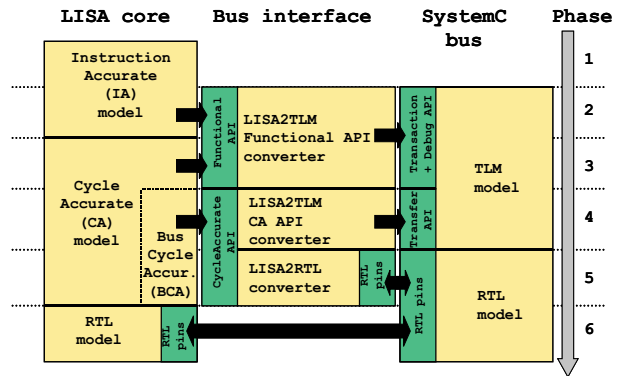 LISA core
Bus interface
SystemC
bus
Phase
Instruction
Accurate
(IA)
model
Cycle
Accurate
(CA)
model
Bus
Cycle
Accur.
(BCA)
RTL
model
RTL
pins
Functional
API
LISA2TLM
Functional API
converter
CycleAccurate
API
LISA2TLM
CA API
converter
LISA2RTL
converter
RTL
pins
Transaction
+ Debug API
Transfer
API
RTL pins
TLM
model
RTL
model
1
2
3
4
5
6